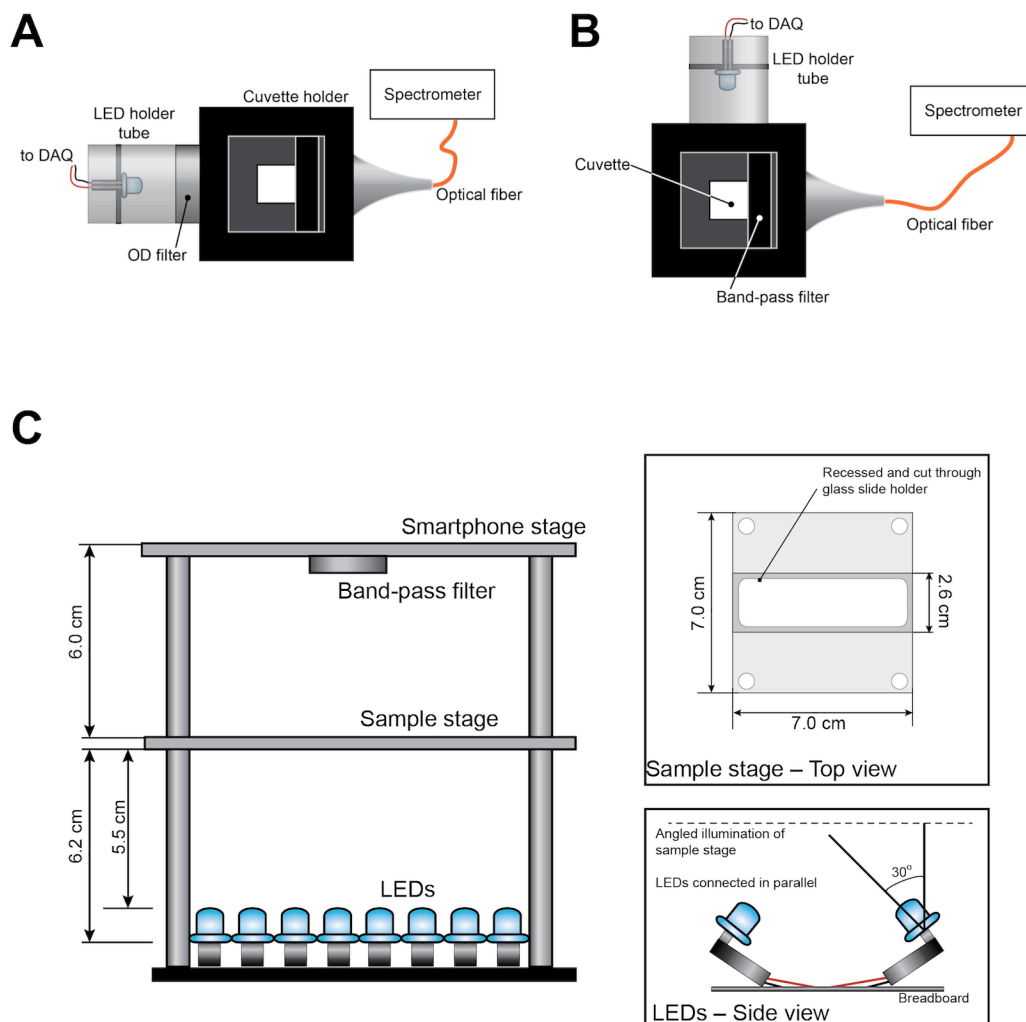 A
to DAQ
LED holder
tube
Cuvette holder
Spectrometer
Optical fiber
OD filter
B
to DAQ
LED holder
tube
Spectrometer
Cuvette
Optical fiber
Band-pass filter
C
Smartphone stage
Band-pass filter
6.0 cm
Sample stage
6.2 cm
5.5 cm
LEDs
Recessed and cut through
glass slide holder
7.0 cm
2.6 cm
7.0 cm
Sample stage – Top view
Angled illumination of
sample stage
30°
LEDs connected in parallel
Breadboard
LEDs – Side view